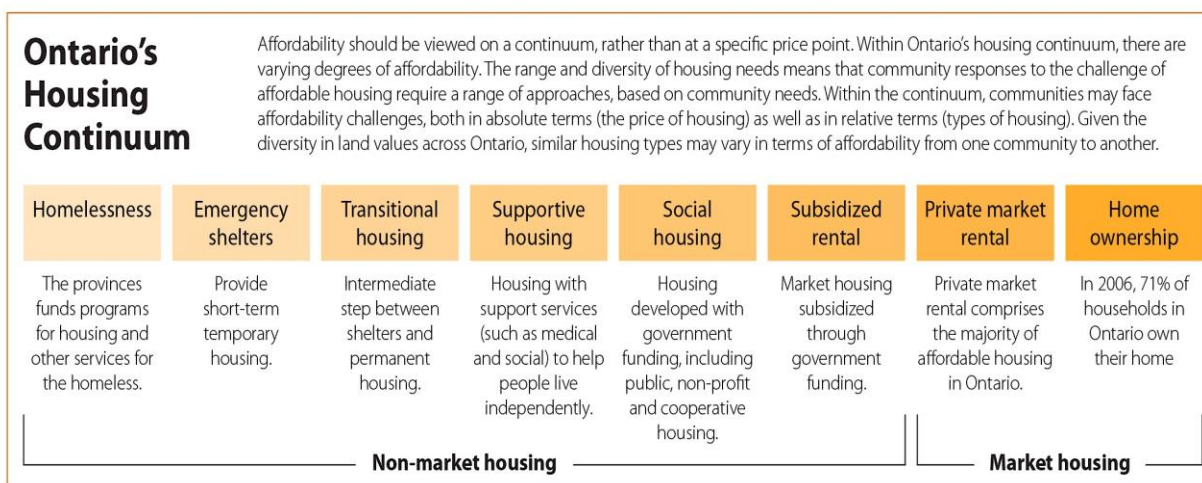 Ontario's
Housing
Continuum
Affordability should be viewed on a continuum, rather than at a specific price point. Within Ontario's housing continuum, there are
varying degrees of affordability. The range and diversity of housing needs means that community responses to the challenge of
affordable housing require a range of approaches, based on community needs. Within the continuum, communities may face
affordability challenges, both in absolute terms (the price of housing) as well as in relative terms (types of housing). Given the
diversity in land values across Ontario, similar housing types may vary in terms of affordability from one community to another.
Homelessness
The provinces
funds programs
for housing and
other services for
the homeless.
Emergency
shelters
Provide
short-term
temporary
housing.
Transitional
housing
Intermediate
step between
shelters and
permanent
housing.
Supportive
housing
Housing with
support services
(such as medical
and social) to help
people live
independently.
Social
housing
Housing
developed with
government
funding, including
public, non-profit
and cooperative
housing.
Subsidized
rental
Market housing
subsidized
through
government
funding.
Private market
rental
Private market
rental comprises
the majority of
affordable housing
in Ontario.
Home
ownership
In 2006, 71% of
households in
Ontario own
their home
Non-market housing
Market housing